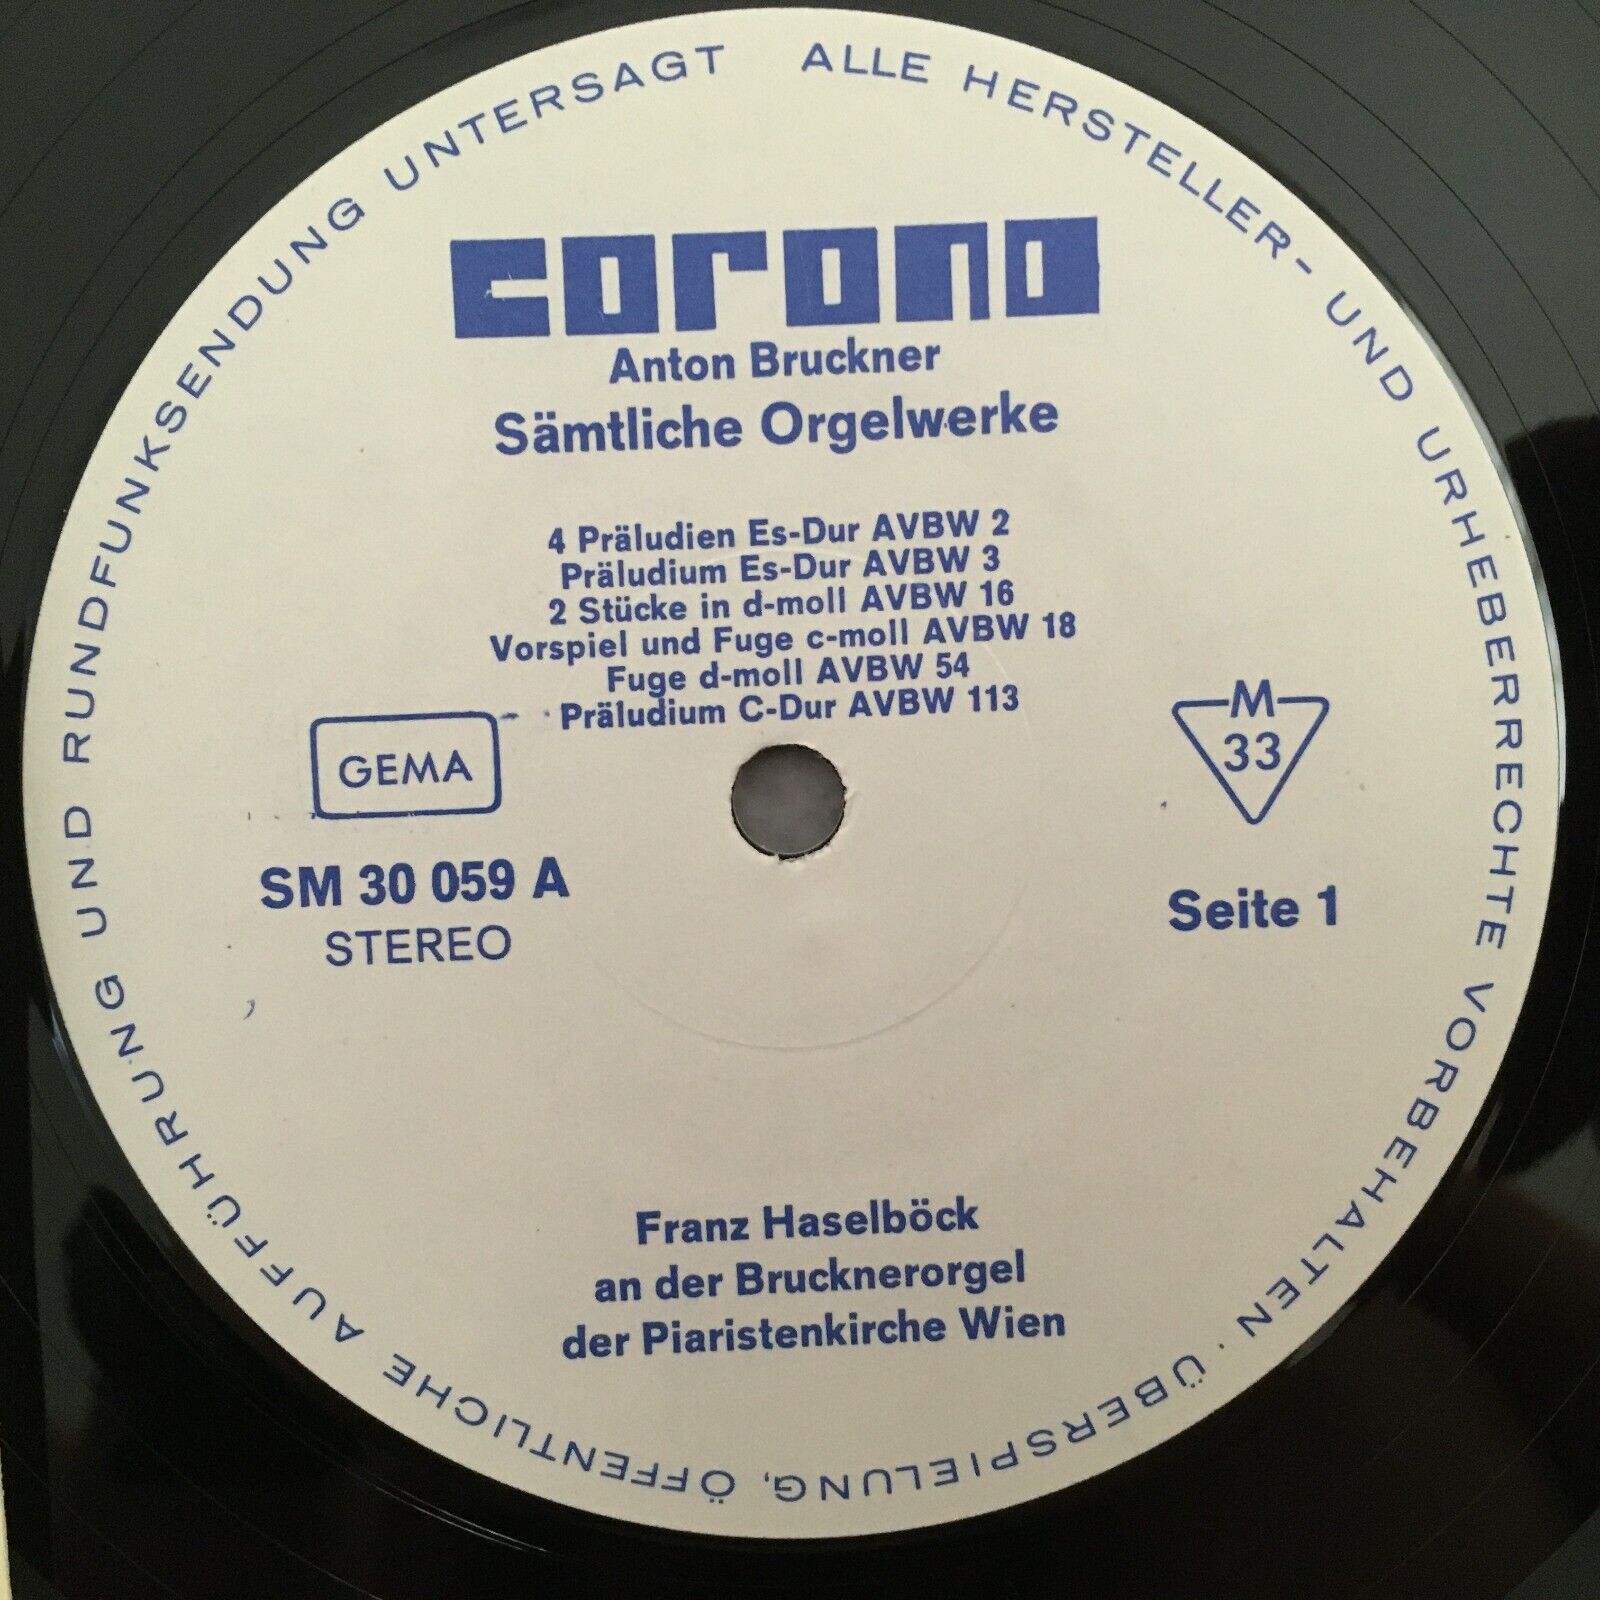 corona
Anton Bruckner
Sämtliche Orgelwerke
4 Präludien Es-Dur AVBW 2
Präludium Es-Dur AVBW 3
2 Stücke in d-moll AVBW 16
Vorspiel und Fuge c-moll AVBW 18
Fuge d-moll AVBW 54
Präludium C-Dur AVBW 113
GEMA
M
33
SM 30 059 A
STEREO
Seite 1
Franz Haselböck
an der Brucknerorgel
der Piaristenkirche Wien
ALLE HERSTELLER- UND URHEBERRECHTE VORBEHALTEN · ÜBERSPIELUNG, ÖFFENTLICHE AUFFÜHRUNG UND RUNDFUNKSENDUNG UNTERSAGT